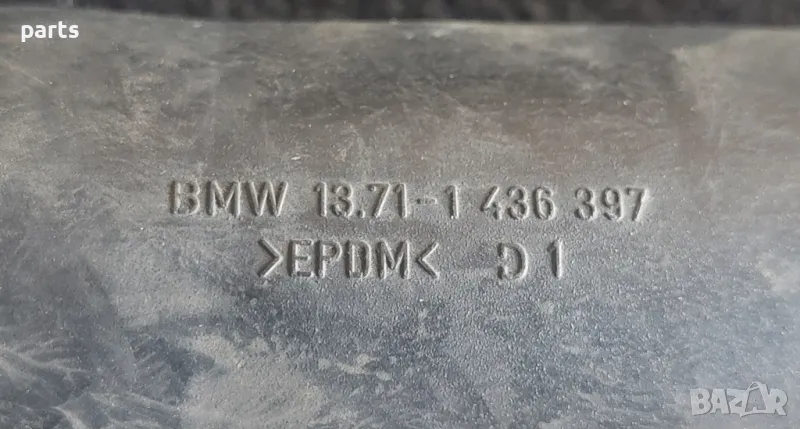 parts
BMW 13.71-1 436 397
>EPDM< D 1
BAZAR